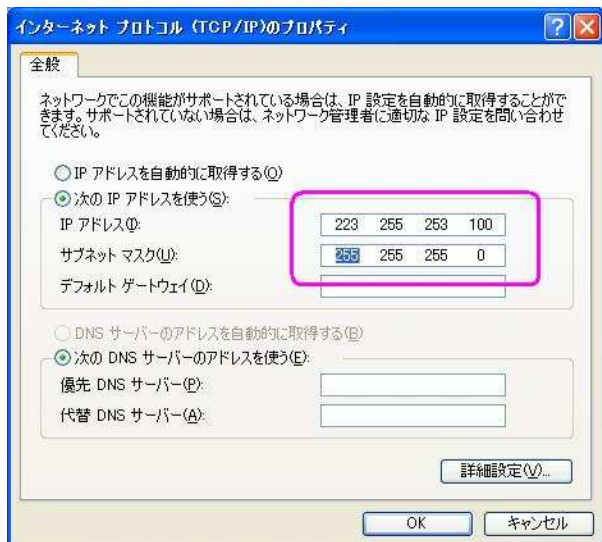 インターネット プロトコル (TCP/IP)のプロパティ
全般
ネットワークでこの機能がサポートされている場合は、IP 設定を自動的に取得することがで
きます。サポートされていない場合は、ネットワーク管理者に適切な IP 設定を問い合わせ
てください。
IP アドレスを自動的に取得する(O)
次の IP アドレスを使う(S):
IP アドレス(I): 223 255 253 100
サブネット マスク(U): 255 255 255 0
デフォルト ゲートウェイ(D):
DNS サーバーのアドレスを自動的に取得する(B)
次の DNS サーバーのアドレスを使う(E):
優先 DNS サーバー(P):
代替 DNS サーバー(A):
詳細設定(V)...
OK キャンセル